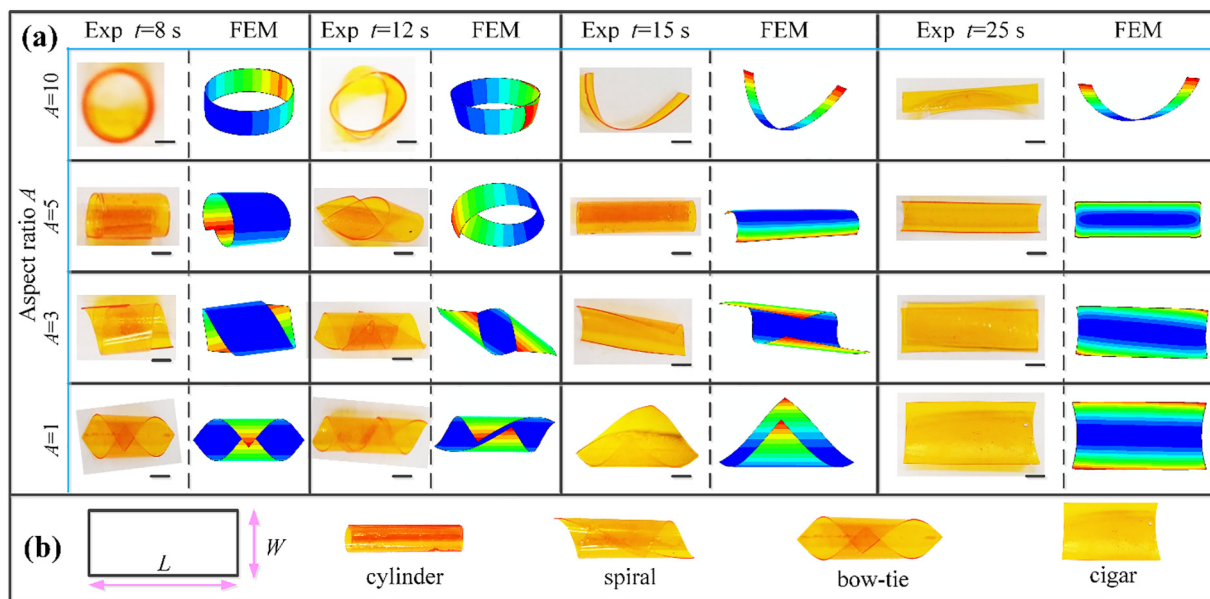 (a) Exp t=8 s FEM Exp t=12 s FEM Exp t=15 s FEM Exp t=25 s FEM
Aspect ratio A
A=10
A=5
A=3
A=1
(b) L W
cylinder spiral bow-tie cigar